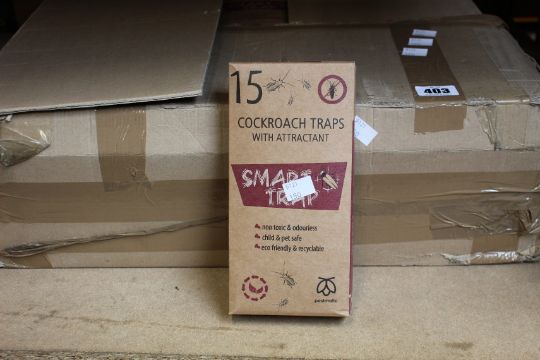 403
15
COCKROACH TRAPS
WITH ATTRACTANT
SMART
TRAP
non toxic & odourless
child & pet safe
eco friendly & recyclable